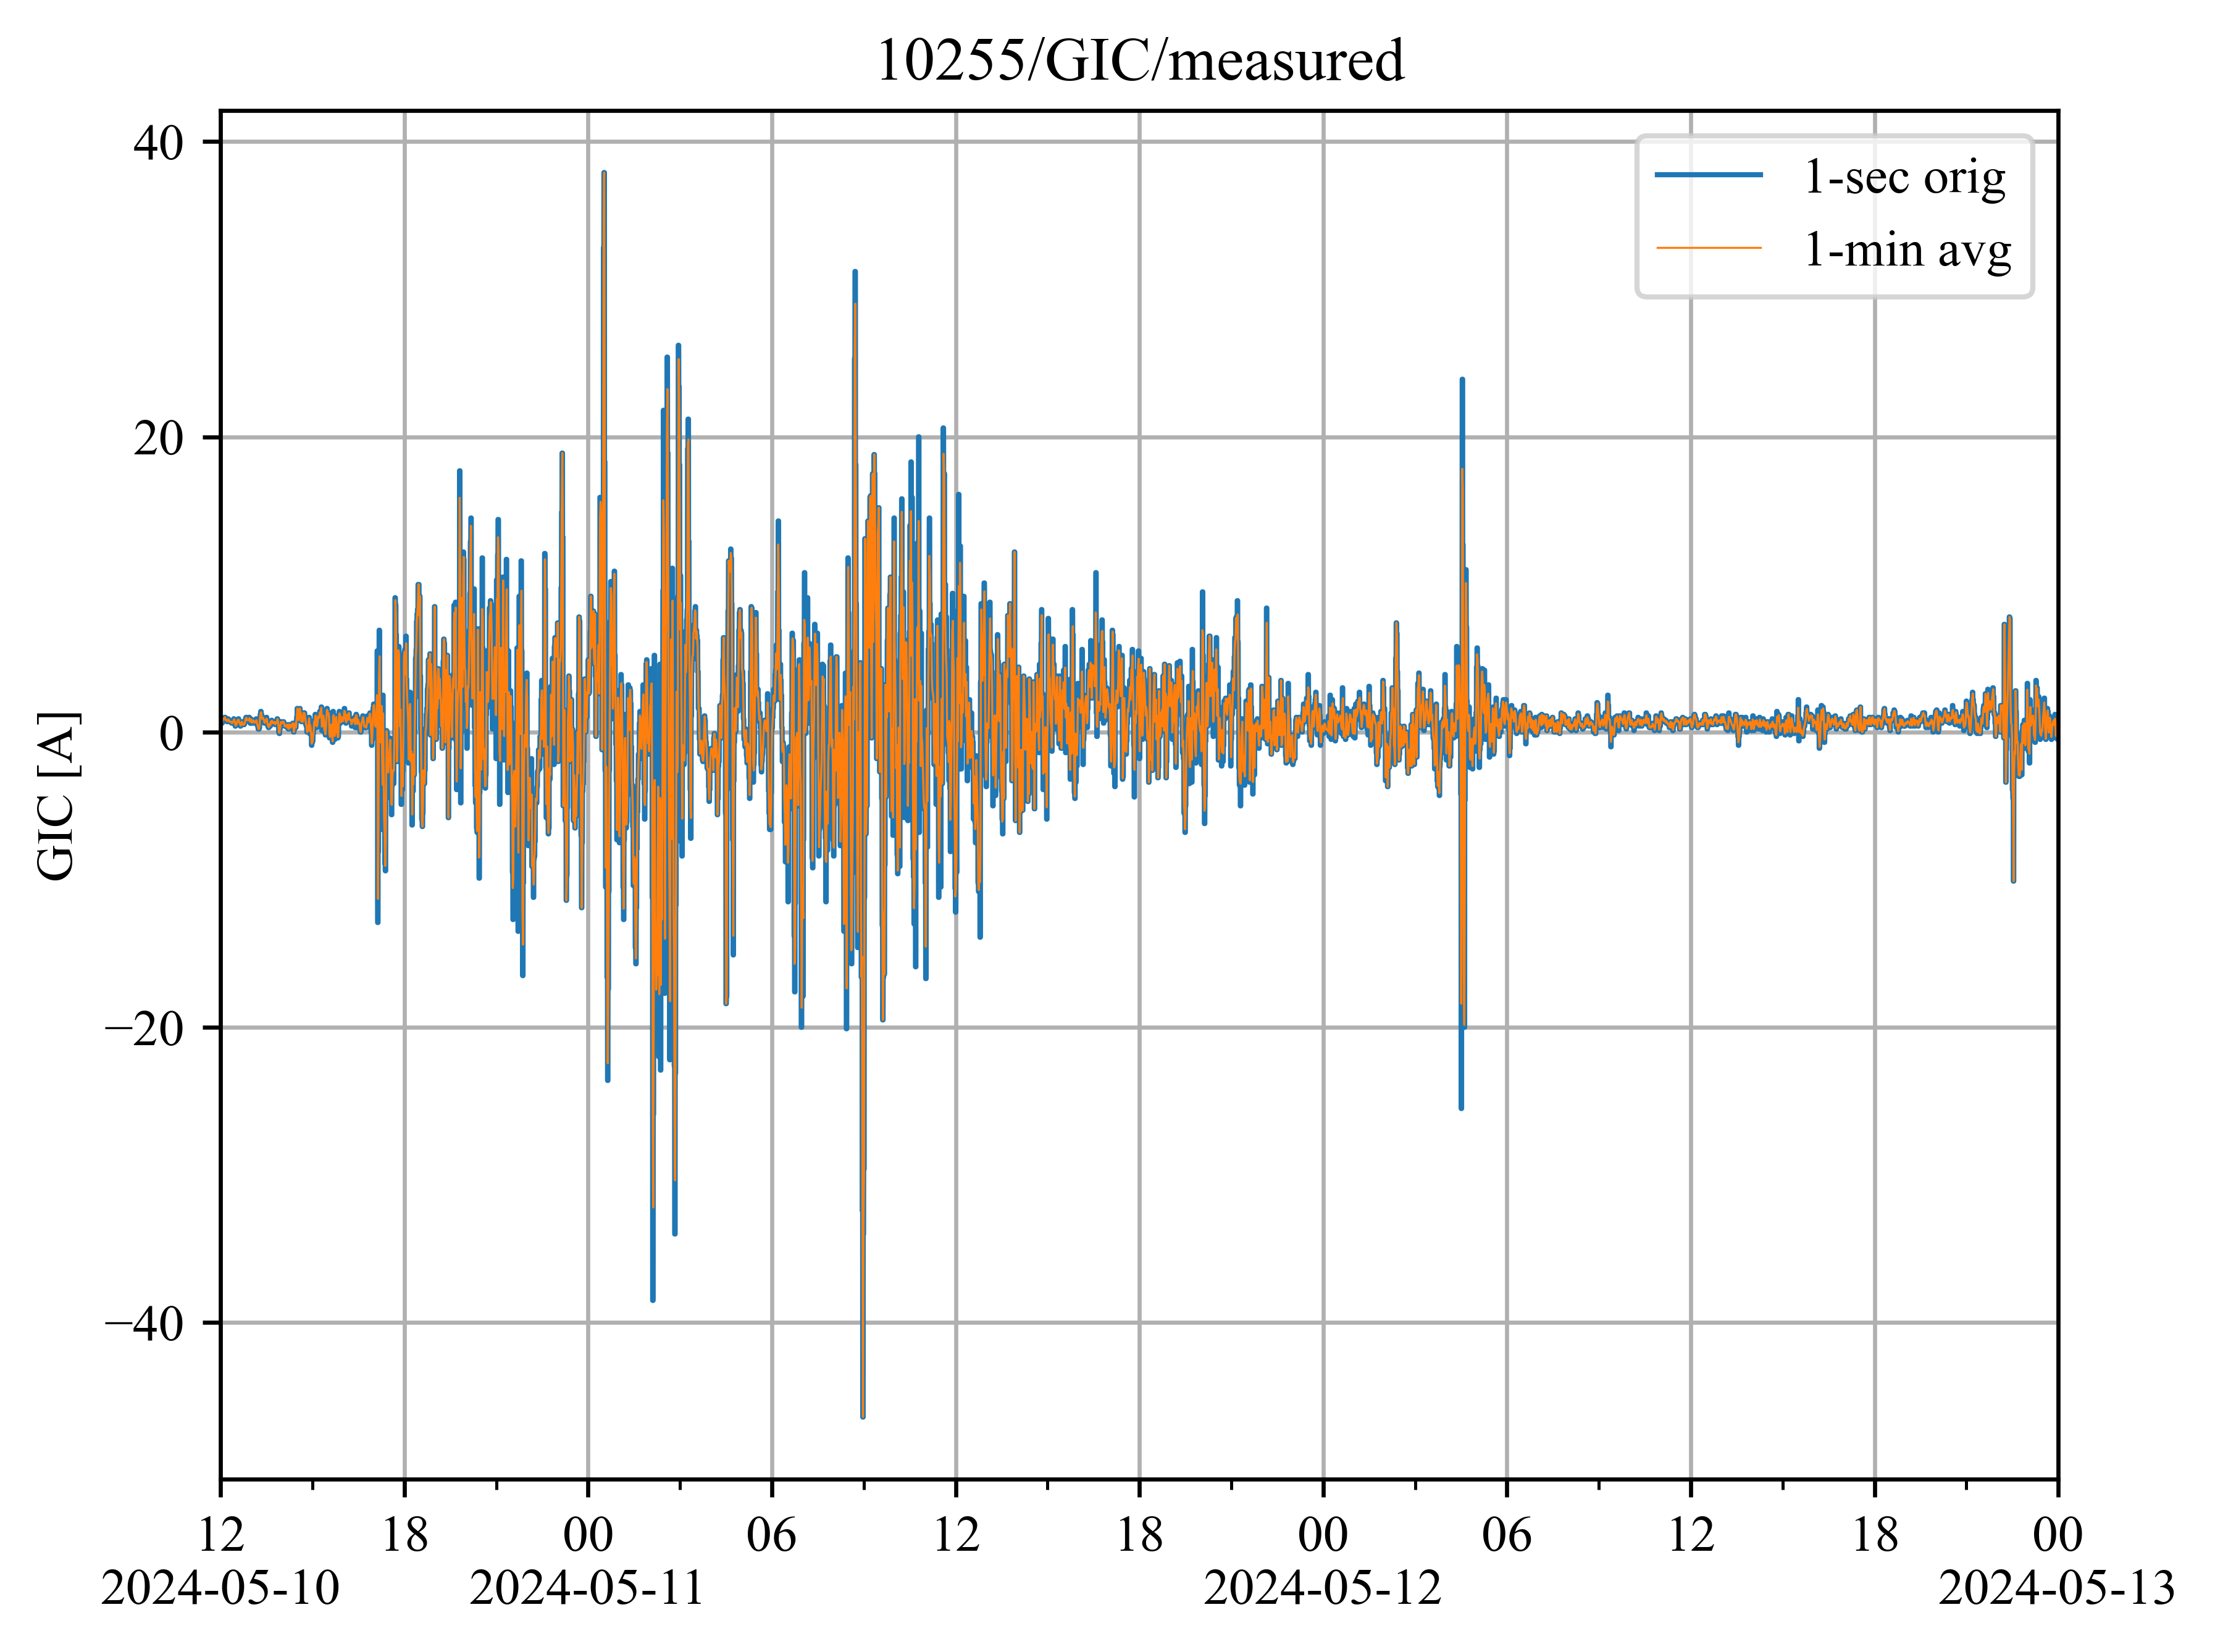 10255/GIC/measured
40
1-sec orig
1-min avg
20
0
GIC [A]
−20
−40
12 18 00 06 12 18 00 06 12 18 00
2024-05-10 2024-05-11 2024-05-12 2024-05-13